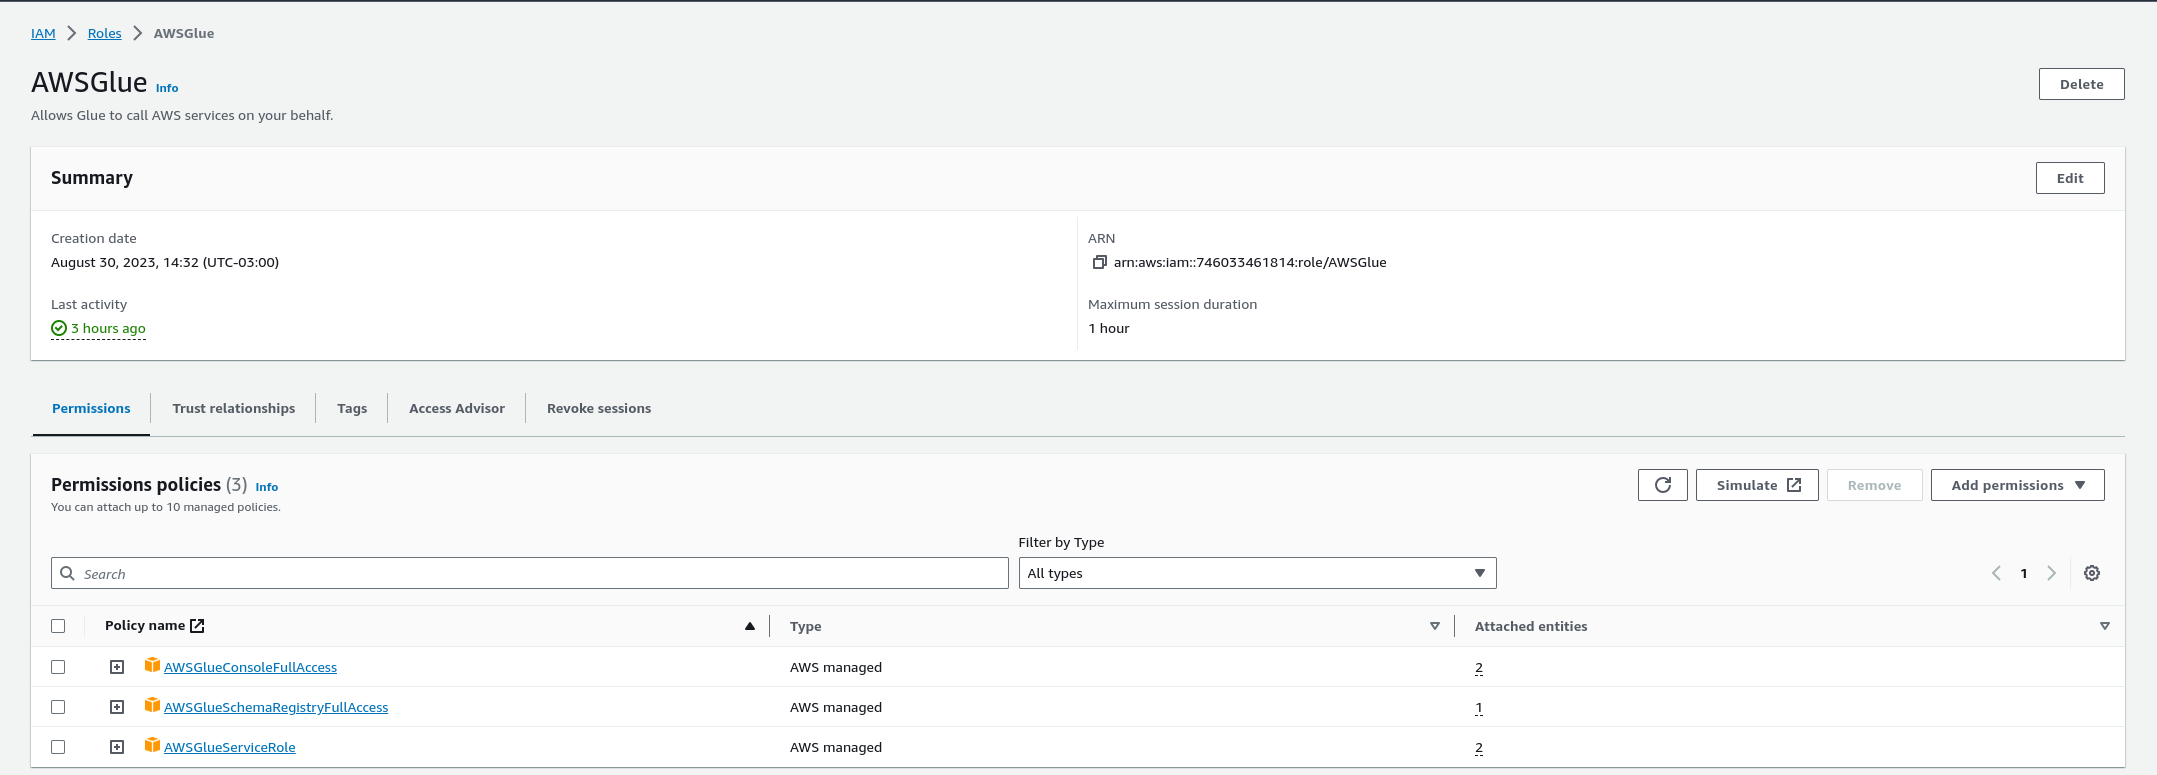 IAM > Roles > AWSGlue
AWSGlue Info
Delete
Allows Glue to call AWS services on your behalf.
Summary
Edit
Creation date
August 30, 2023, 14:32 (UTC-03:00)
ARN
arn:aws:iam::746033461814:role/AWSGlue
Last activity
3 hours ago
Maximum session duration
1 hour
Permissions
Trust relationships
Tags
Access Advisor
Revoke sessions
Permissions policies (3) Info
You can attach up to 10 managed policies.
Simulate
Remove
Add permissions
Filter by Type
Search
All types
1
Policy name
Type
Attached entities
AWSGlueConsoleFullAccess
AWS managed
2
AWSGlueSchemaRegistryFullAccess
AWS managed
1
AWSGlueServiceRole
AWS managed
2